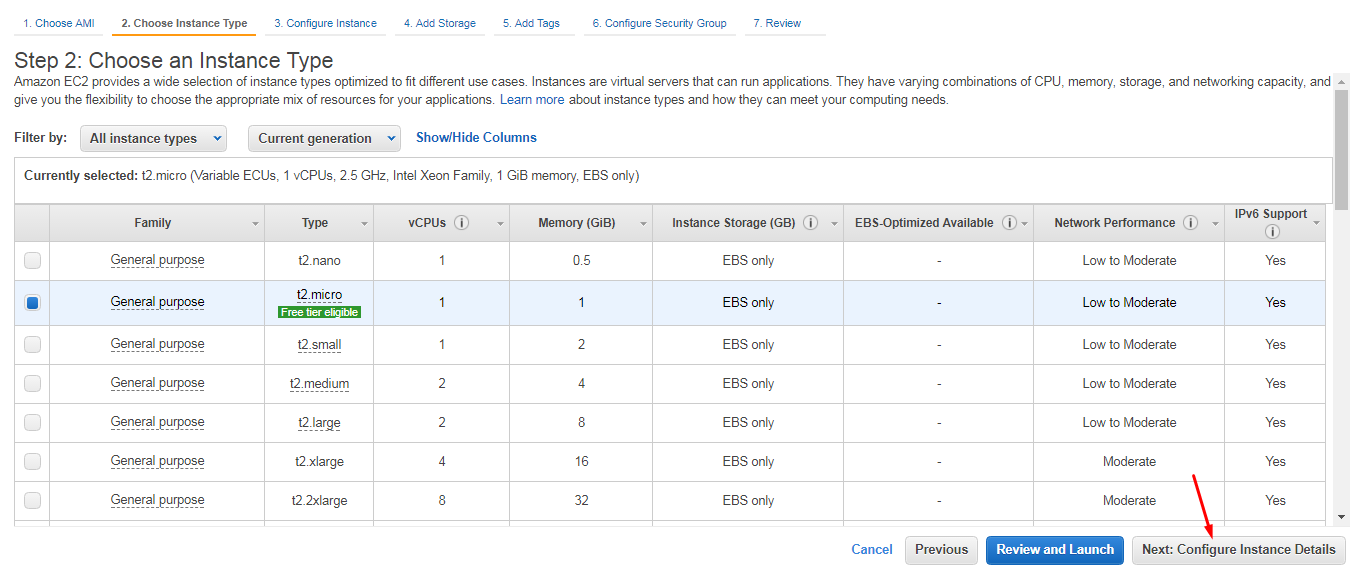 1. Choose AMI 2. Choose Instance Type 3. Configure Instance 4. Add Storage 5. Add Tags 6. Configure Security Group 7. Review
Step 2: Choose an Instance Type
Amazon EC2 provides a wide selection of instance types optimized to fit different use cases. Instances are virtual servers that can run applications. They have varying combinations of CPU, memory, storage, and networking capacity, and
give you the flexibility to choose the appropriate mix of resources for your applications. Learn more about instance types and how they can meet your computing needs.
Filter by: All instance types Current generation Show/Hide Columns
Currently selected: t2.micro (Variable ECUs, 1 vCPUs, 2.5 GHz, Intel Xeon Family, 1 GiB memory, EBS only)
Family Type vCPUs i Memory (GiB) Instance Storage (GB) i EBS-Optimized Available i Network Performance i IPv6 Support i
General purpose t2.nano 1 0.5 EBS only - Low to Moderate Yes
General purpose t2.micro 1 1 EBS only - Low to Moderate Yes
Free tier eligible
General purpose t2.small 1 2 EBS only - Low to Moderate Yes
General purpose t2.medium 2 4 EBS only - Low to Moderate Yes
General purpose t2.large 2 8 EBS only - Low to Moderate Yes
General purpose t2.xlarge 4 16 EBS only - Moderate Yes
General purpose t2.2xlarge 8 32 EBS only - Moderate Yes
Cancel Previous Review and Launch Next: Configure Instance Details